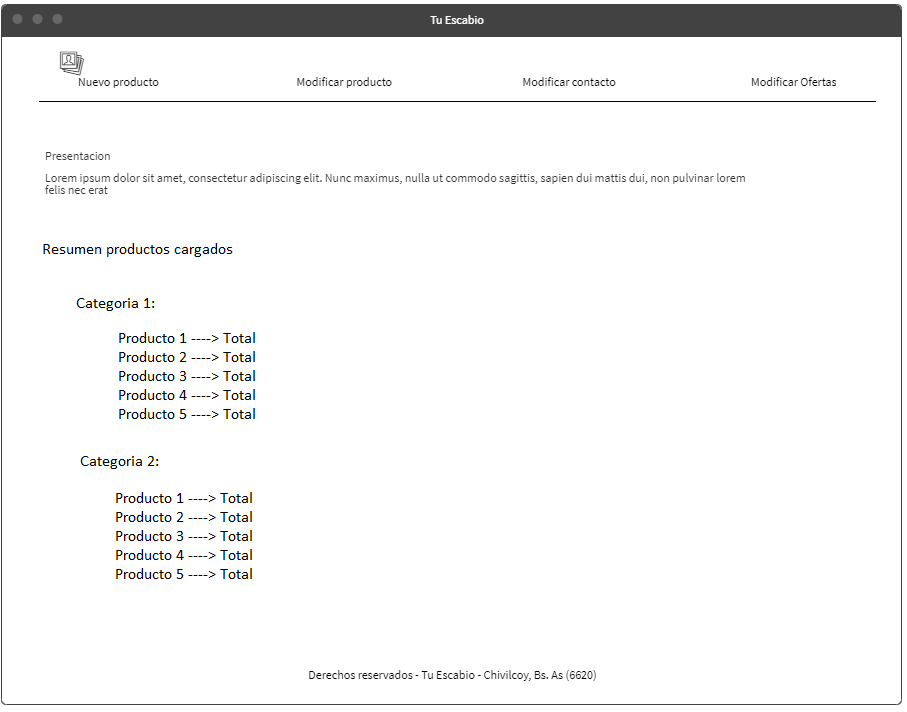 Tu Escabio
Nuevo producto
Modificar producto
Modificar contacto
Modificar Ofertas
Presentacion
Lorem ipsum dolor sit amet, consectetur adipiscing elit. Nunc maximus, nulla ut commodo sagittis, sapien dui mattis dui, non pulvinar lorem
felis nec erat
Resumen productos cargados
Categoria 1:
Producto 1 ----> Total
Producto 2 ----> Total
Producto 3 ----> Total
Producto 4 ----> Total
Producto 5 ----> Total
Categoria 2:
Producto 1 ----> Total
Producto 2 ----> Total
Producto 3 ----> Total
Producto 4 ----> Total
Producto 5 ----> Total
Derechos reservados - Tu Escabio - Chivilcoy, Bs. As (6620)